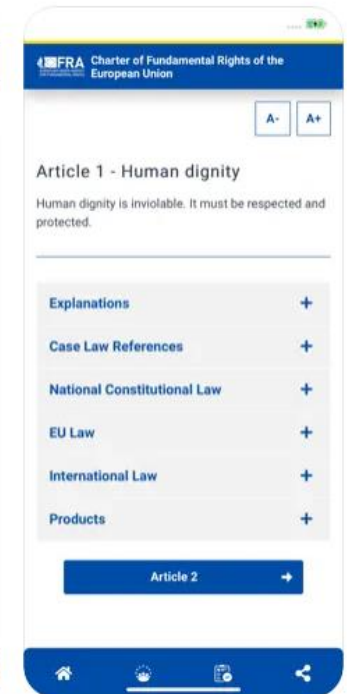 FRA Charter of Fundamental Rights of the
European Union
A- A+
Article 1 - Human dignity
Human dignity is inviolable. It must be respected and
protected.
Explanations +
Case Law References +
National Constitutional Law +
EU Law +
International Law +
Products +
Article 2